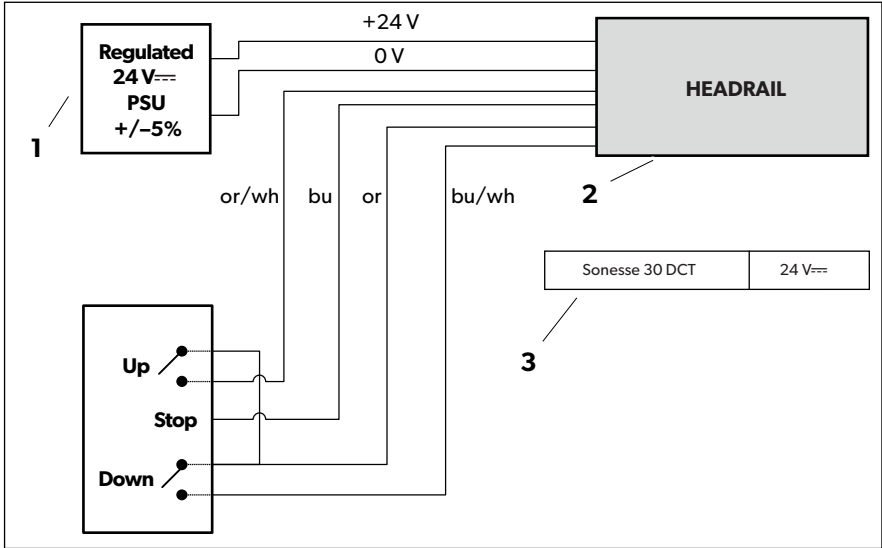 +24 V
0 V
Regulated
24 V⎓
PSU
+/–5%
HEADRAIL
1
2
or/wh
bu
or
bu/wh
Sonesse 30 DCT
24 V⎓
3
Up
Stop
Down